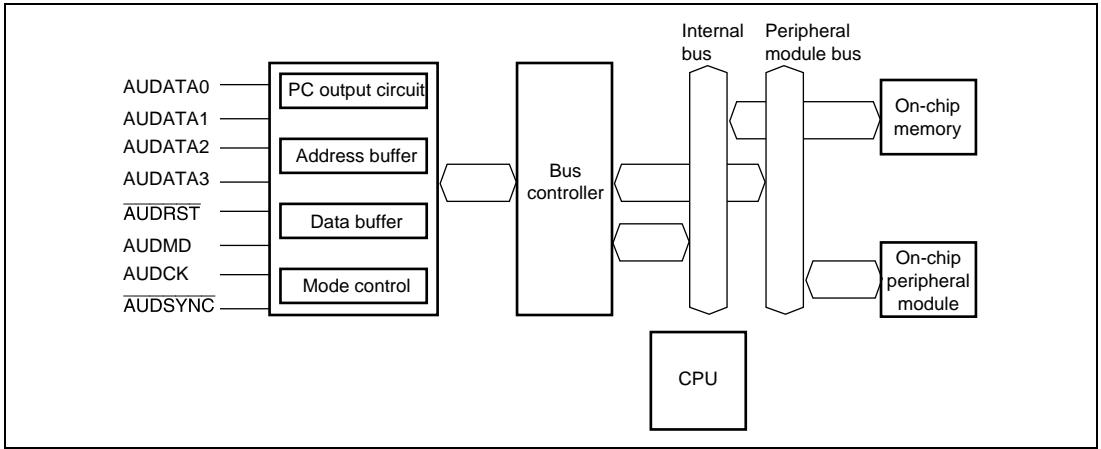 Internal
bus
Peripheral
module bus
AUDATA0
AUDATA1
AUDATA2
AUDATA3
AUDRST
AUDMD
AUDCK
AUDSYNC
PC output circuit
Address buffer
Data buffer
Mode control
Bus
controller
On-chip
memory
On-chip
peripheral
module
CPU